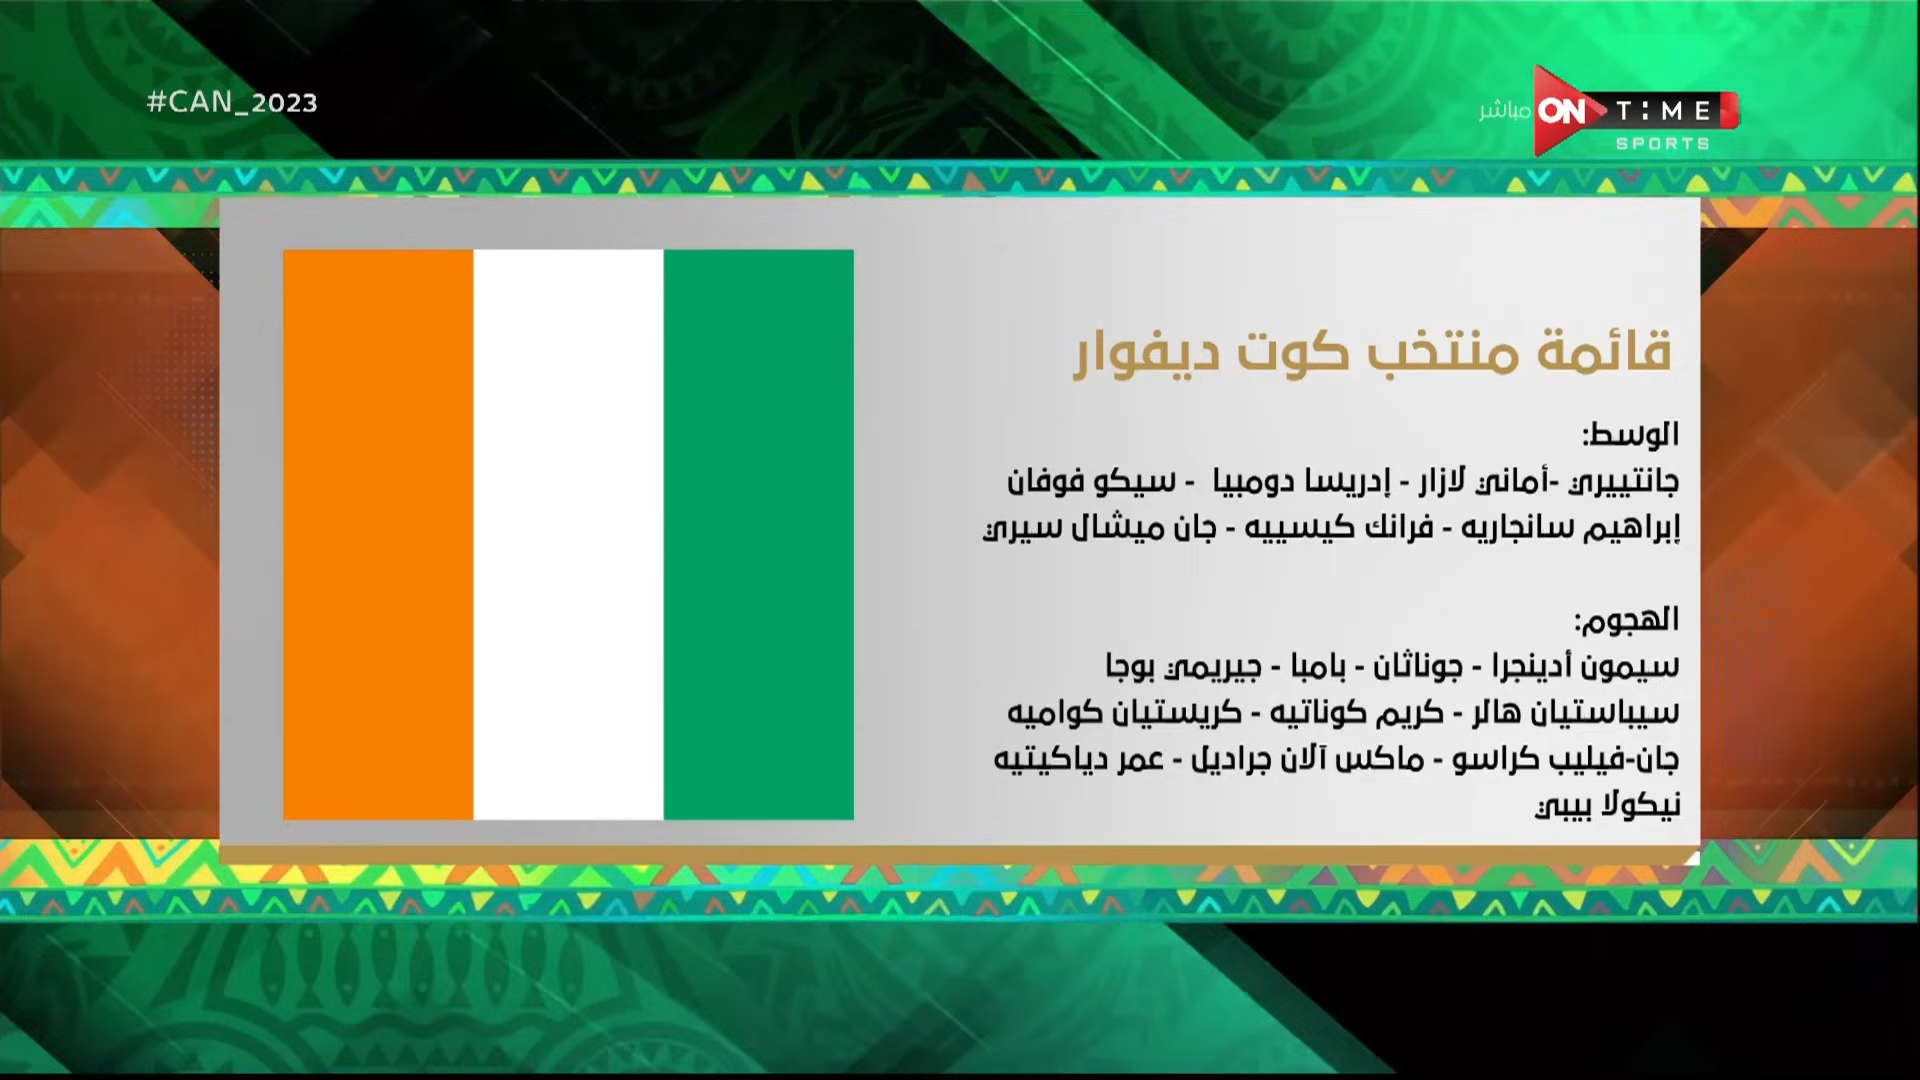 #CAN_2023
مباشر ON TIME
SPORTS
قائمة منتخب كوت ديفوار
الوسط:
جانتييري -أماني لازار - إدريسا دومبيا - سيكو فوفان
إبراهيم سانجاريه - فرانك كيسييه - جان ميشال سيري
الهجوم:
سيمون أدينجرا - جوناثان - بامبا - جيريمي بوجا
سيباستيان هالر - كريم كوناتيه - كريستيان كواميه
جان-فيليب كراسو - ماكس آلان جراديل - عمر دياكيتيه
نيكولا بيبي